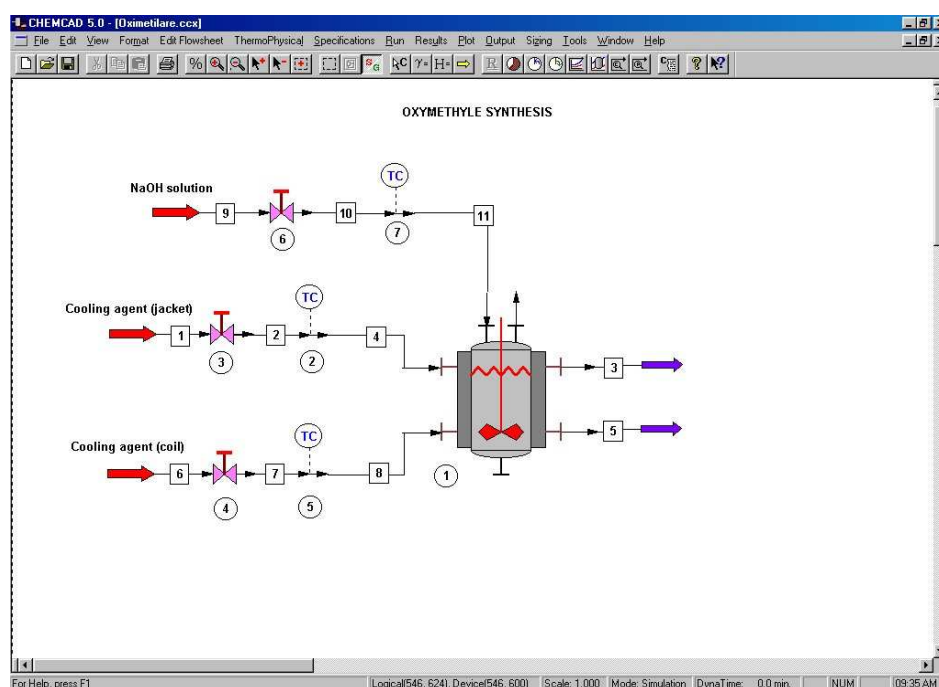 CHEMCAD 5.0 - [Oximetilare.ccx]
File Edit View Format Edit Flowsheet ThermoPhysical Specifications Run Results Plot Output Sizing Tools Window Help
% S G C γ= H= R C ? ?
OXYMETHYLE SYNTHESIS
TC
NaOH solution
9 10 11
6 7
TC
Cooling agent (jacket)
1 2 4
3 2
3
TC
Cooling agent (coil)
5
6 7 8
1
4 5
For Help, press F1 Logical(546, 624), Device(546, 600) Scale: 1.000 Mode: Simulation DynaTime: 0.0 min. NUM 09:35 AM